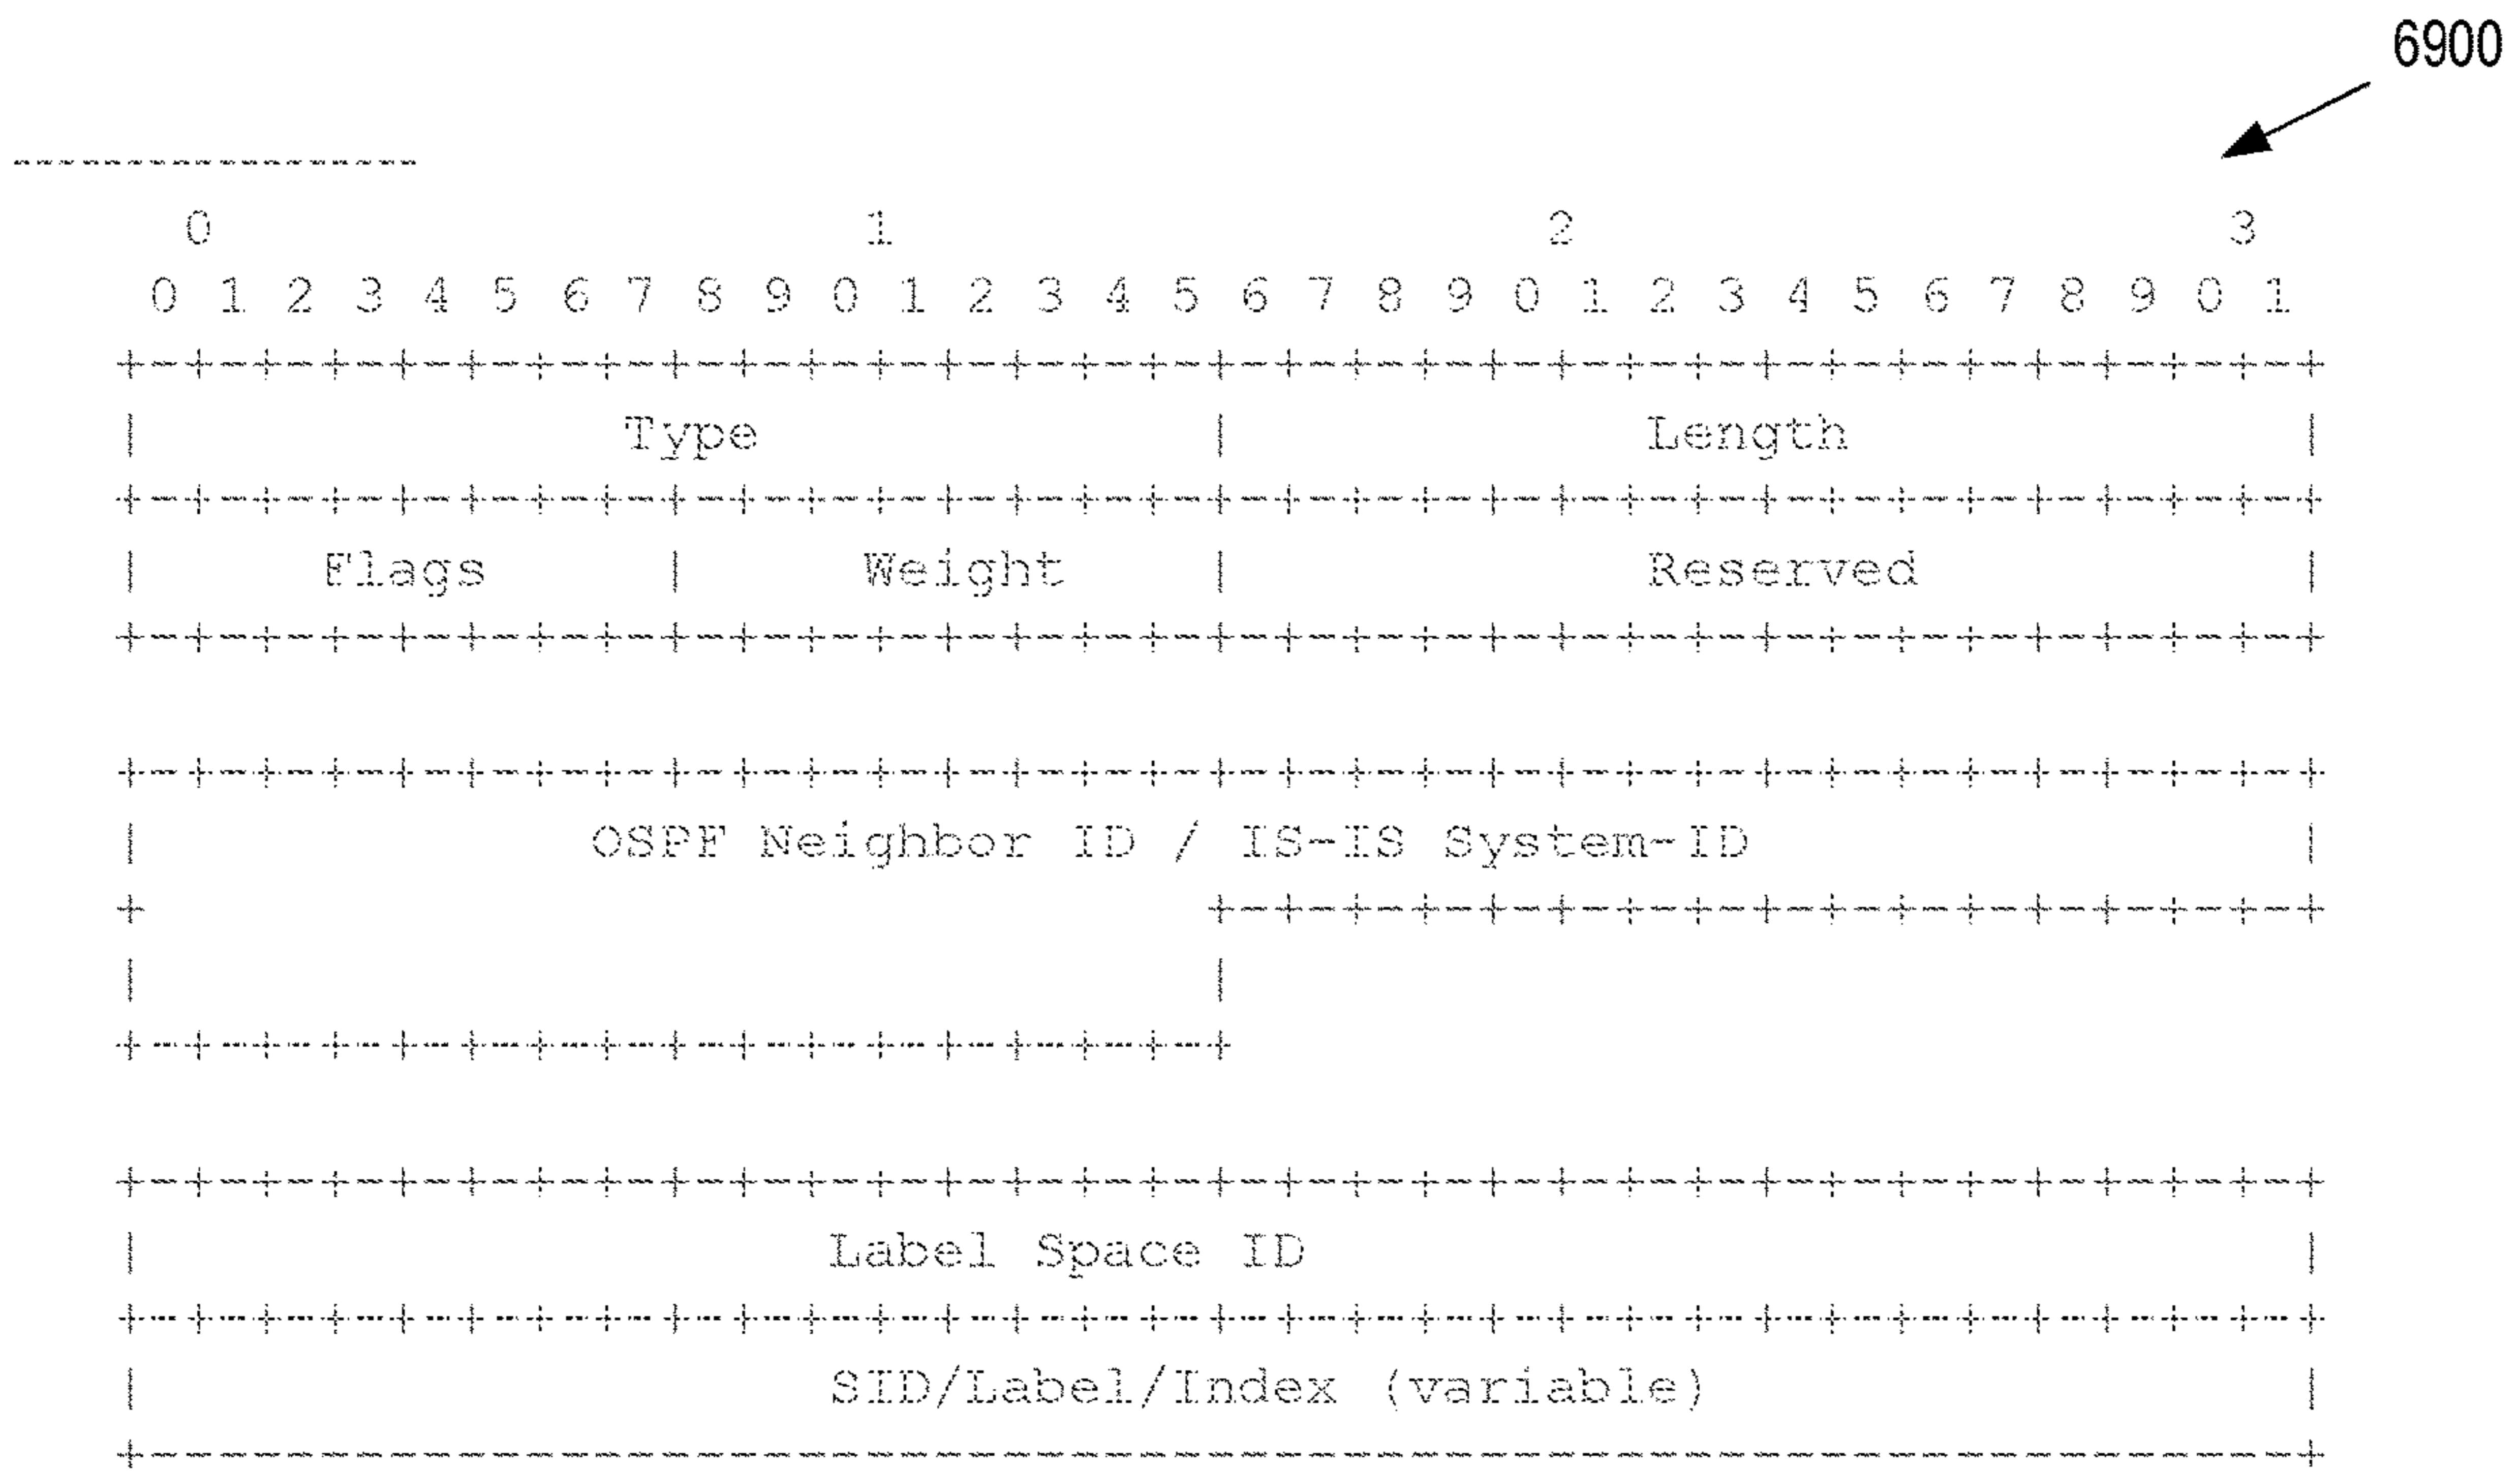 6900
------------------
0 1 2 3
0 1 2 3 4 5 6 7 8 9 0 1 2 3 4 5 6 7 8 9 0 1 2 3 4 5 6 7 8 9 0 1
+-+-+-+-+-+-+-+-+-+-+-+-+-+-+-+-+-+-+-+-+-+-+-+-+-+-+-+-+-+-+-+-+
| Type | Length |
+-+-+-+-+-+-+-+-+-+-+-+-+-+-+-+-+-+-+-+-+-+-+-+-+-+-+-+-+-+-+-+-+
| Flags | Weight | Reserved |
+-+-+-+-+-+-+-+-+-+-+-+-+-+-+-+-+-+-+-+-+-+-+-+-+-+-+-+-+-+-+-+-+
+-+-+-+-+-+-+-+-+-+-+-+-+-+-+-+-+-+-+-+-+-+-+-+-+-+-+-+-+-+-+-+-+
| OSPF Neighbor ID / IS-IS System-ID |
+ +-+-+-+-+-+-+-+-+-+-+-+-+-+-+-+-+
| |
+-+-+-+-+-+-+-+-+-+-+-+-+-+-+-+-+
+-+-+-+-+-+-+-+-+-+-+-+-+-+-+-+-+-+-+-+-+-+-+-+-+-+-+-+-+-+-+-+-+
| Label Space ID |
+-+-+-+-+-+-+-+-+-+-+-+-+-+-+-+-+-+-+-+-+-+-+-+-+-+-+-+-+-+-+-+-+
| SID/Label/Index (variable) |
+---------------------------------------------------------------+